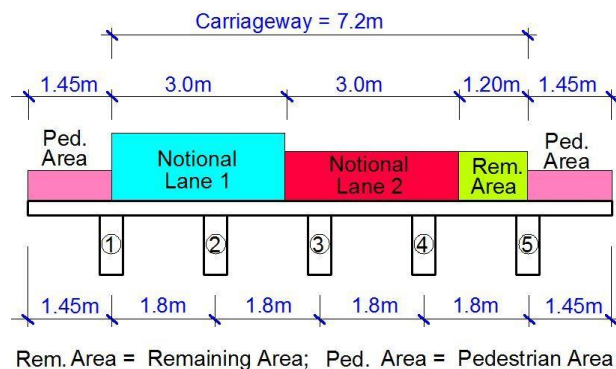 Carriageway = 7.2m
1.45m 3.0m 3.0m 1.20m 1.45m
Ped. Area
Notional Lane 1
Notional Lane 2
Rem. Area
Ped. Area
① ② ③ ④ ⑤
1.45m 1.8m 1.8m 1.8m 1.8m 1.45m
Rem. Area = Remaining Area; Ped. Area = Pedestrian Area